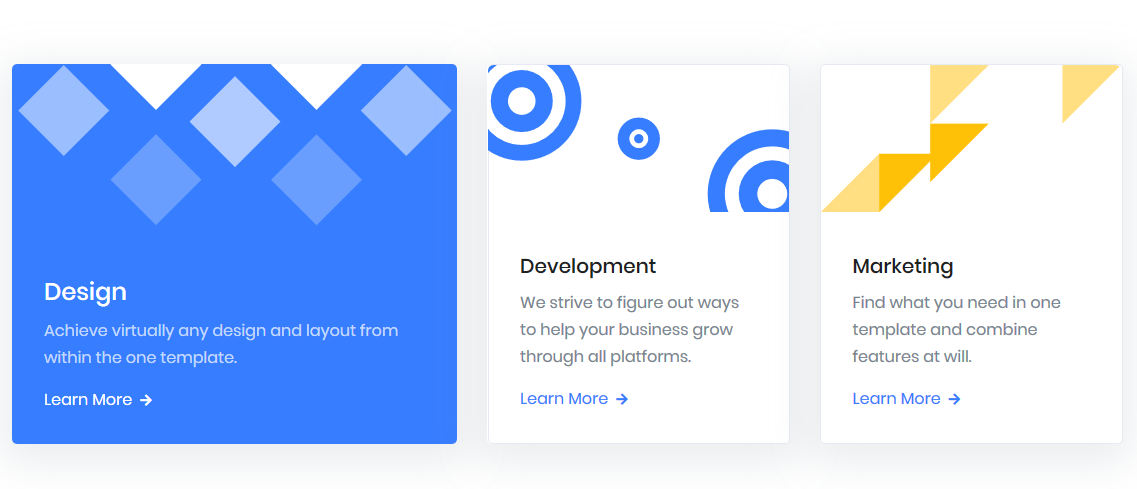 Design
Achieve virtually any design and layout from
within the one template.
Learn More →
Development
We strive to figure out ways
to help your business grow
through all platforms.
Learn More →
Marketing
Find what you need in one
template and combine
features at will.
Learn More →